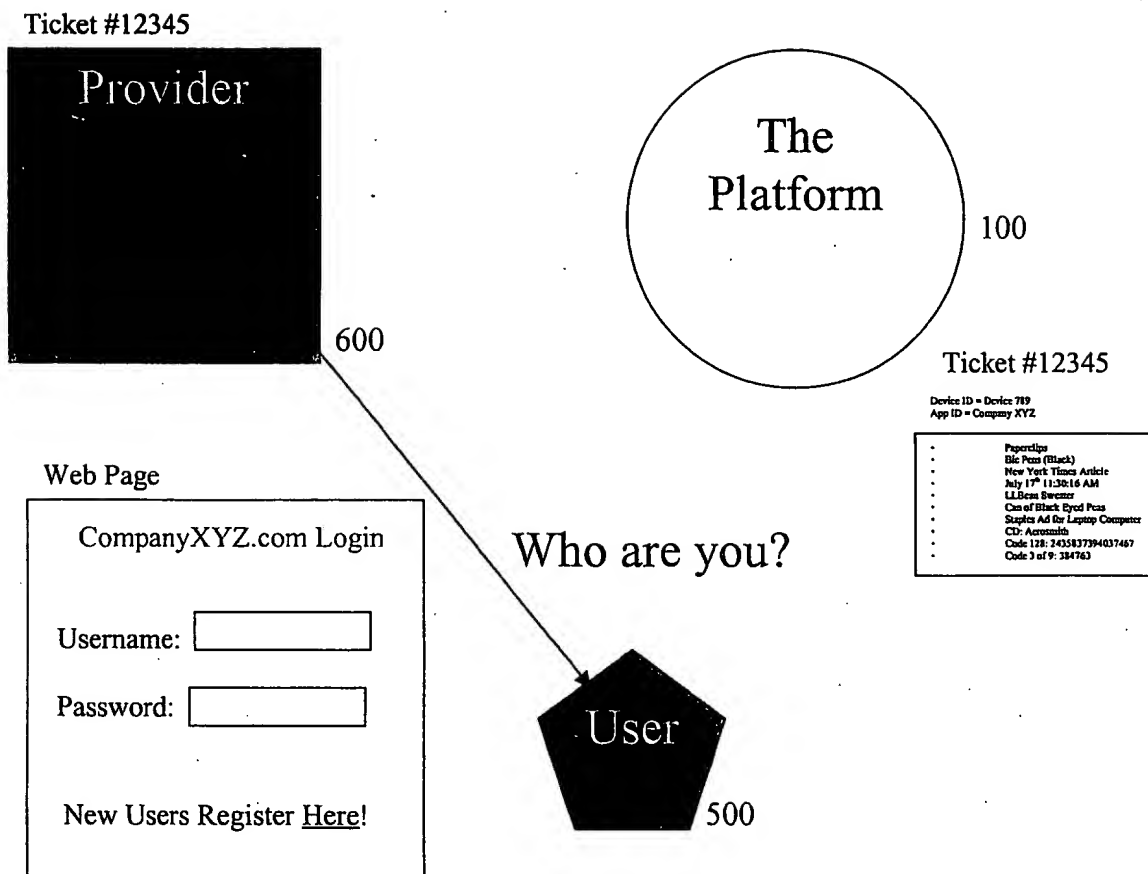 Ticket #12345
Provider
The
Platform
100
600
Ticket #12345
Device ID = Device 789
App ID = Company XYZ
• Paperclips
• Bic Pens (Black)
• New York Times Article
• July 17th 11:30:16 AM
• LLBean Sweater
• Can of Black Eyed Peas
• Staples Ad for Laptop Computer
• CD: Aerosmith
• Code 128: 2435837394037467
• Code 3 of 9: 384763
Web Page
CompanyXYZ.com Login
Username:
Password:
New Users Register Here!
Who are you?
User
500